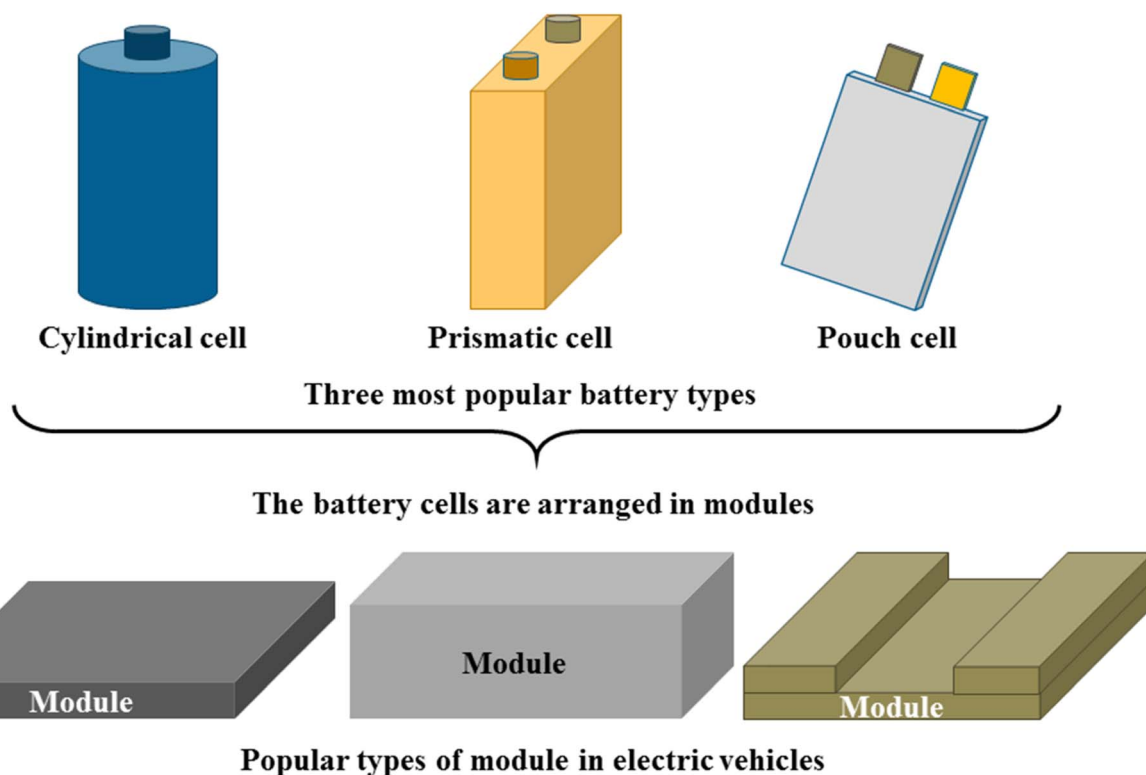 Cylindrical cell
Prismatic cell
Pouch cell
Three most popular battery types
The battery cells are arranged in modules
Module
Module
Module
Popular types of module in electric vehicles